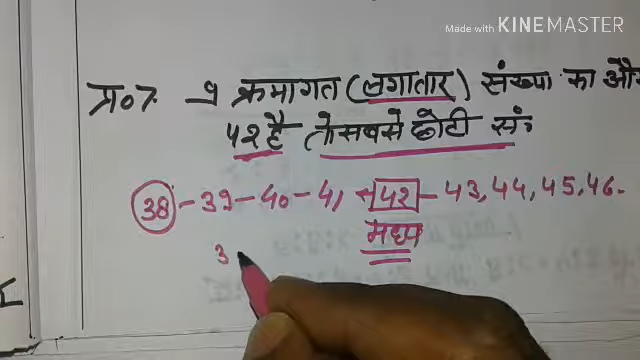 Made with KINEMASTER
प्र०7. 9 क्रमागत (लगातार) संख्या का औ
42 है तो सबसे छोटी सं:
38 - 39 - 40 - 41 + 42 - 43, 44, 45, 46.
मध्य
3